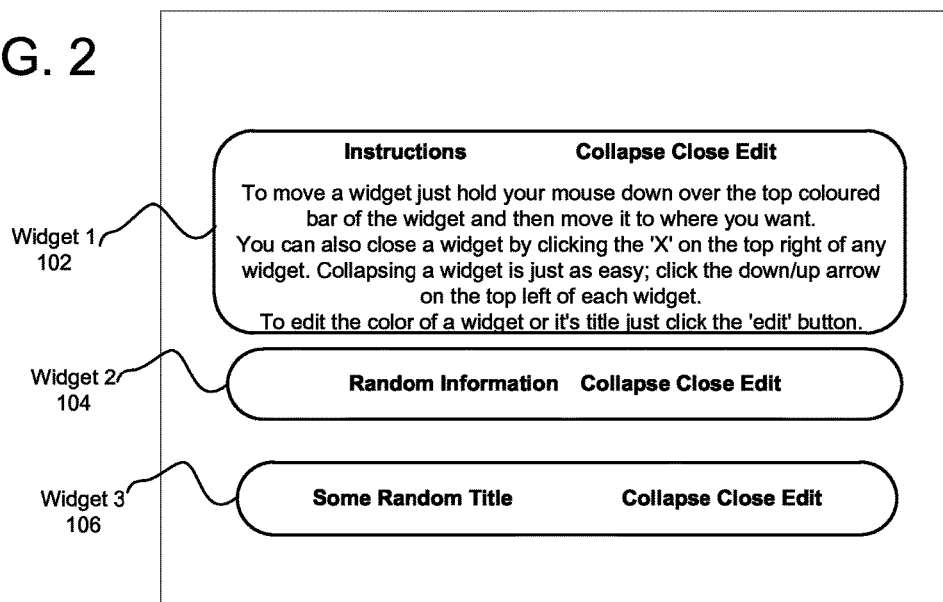 G. 2
Instructions Collapse Close Edit
To move a widget just hold your mouse down over the top coloured
bar of the widget and then move it to where you want.
You can also close a widget by clicking the 'X' on the top right of any
widget. Collapsing a widget is just as easy; click the down/up arrow
on the top left of each widget.
To edit the color of a widget or it's title just click the 'edit' button.
Widget 1
102
Widget 2
104
Random Information Collapse Close Edit
Widget 3
106
Some Random Title Collapse Close Edit